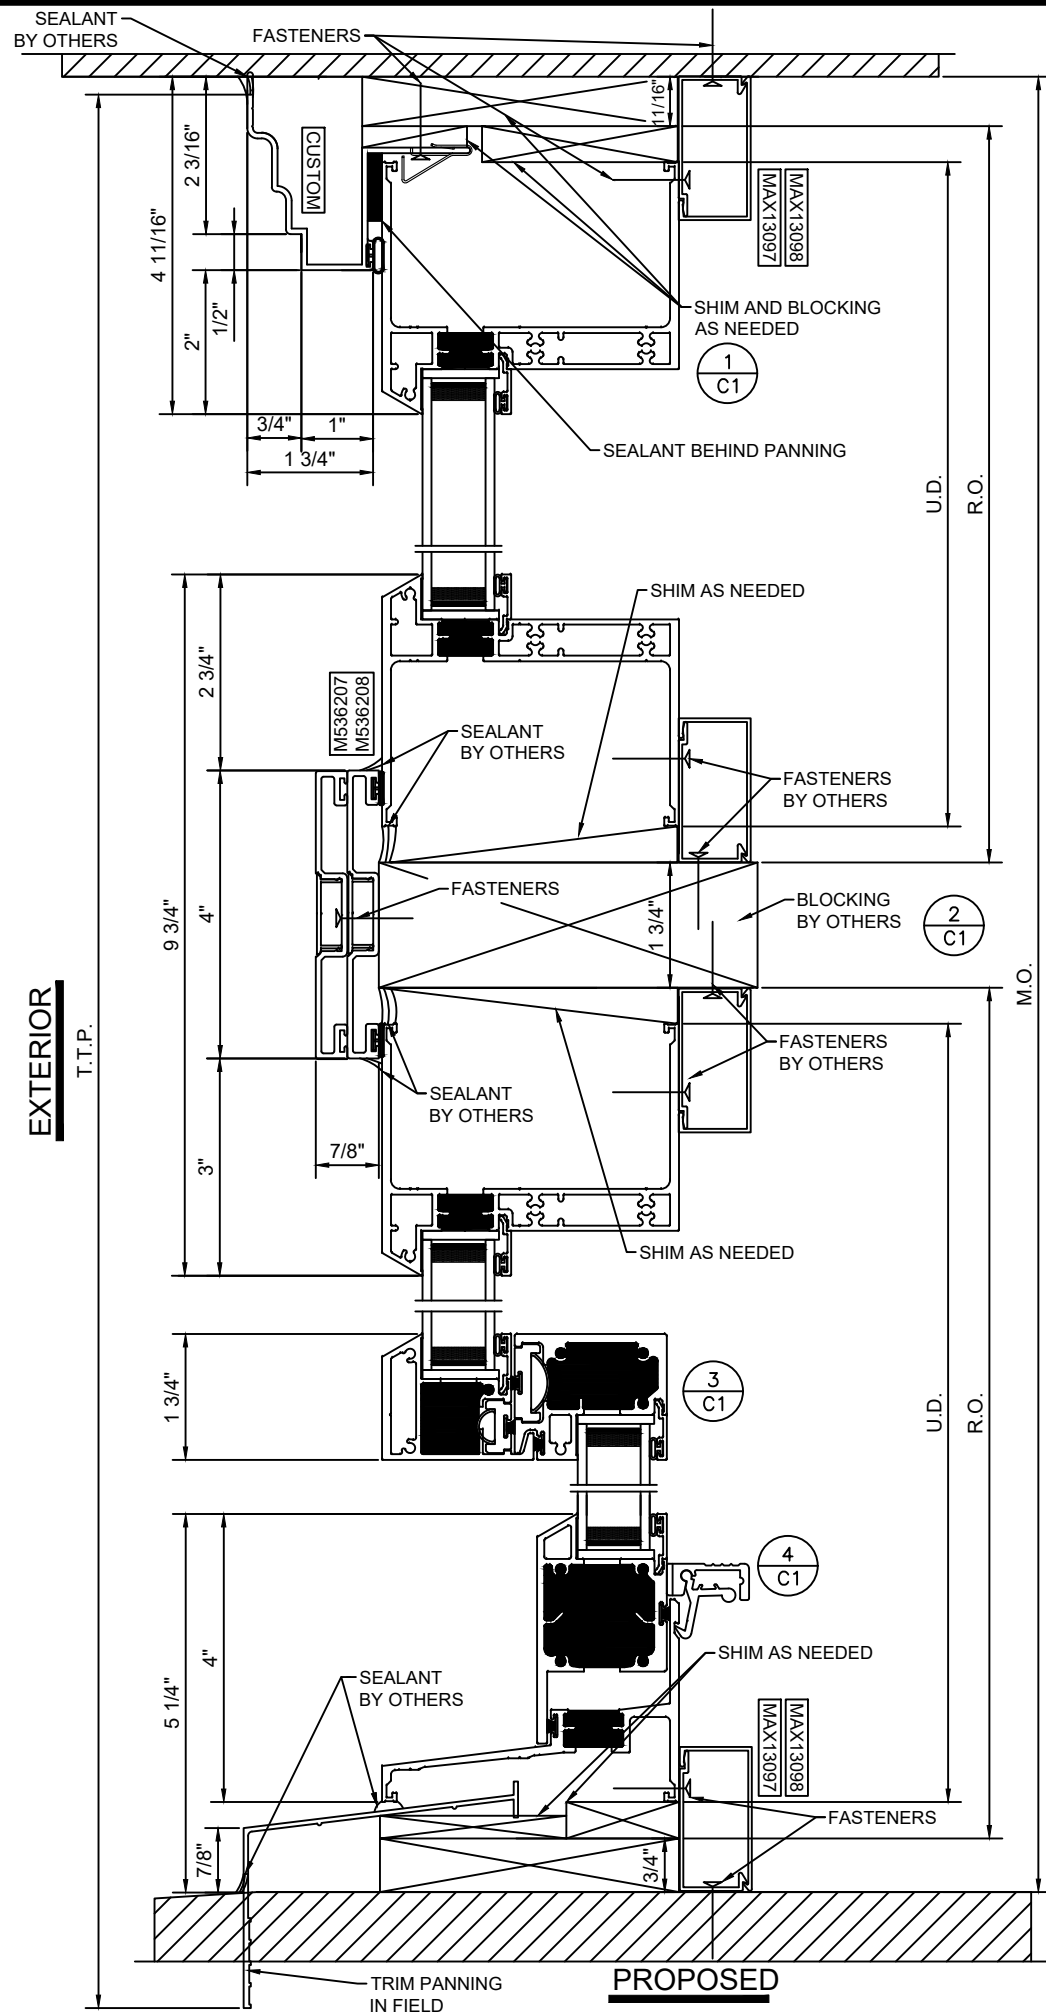 SEALANT
BY OTHERS
FASTENERS
11/16"
2 3/16"
CUSTOM
4 11/16"
1/2"
2"
3/4"
1"
1 3/4"
MAX13097
MAX13098
SHIM AND BLOCKING
AS NEEDED
1
C1
SEALANT BEHIND PANNING
U.D.
R.O.
SHIM AS NEEDED
2 3/4"
M536207
M536208
SEALANT
BY OTHERS
FASTENERS
BY OTHERS
9 3/4"
4"
FASTENERS
1 3/4"
BLOCKING
BY OTHERS
2
C1
M.O.
EXTERIOR
T.T.P.
FASTENERS
BY OTHERS
SEALANT
BY OTHERS
7/8"
3"
SHIM AS NEEDED
1 3/4"
3
C1
U.D.
R.O.
4
C1
4"
5 1/4"
SEALANT
BY OTHERS
SHIM AS NEEDED
MAX13097
MAX13098
FASTENERS
7/8"
3/4"
TRIM PANNING
IN FIELD
PROPOSED